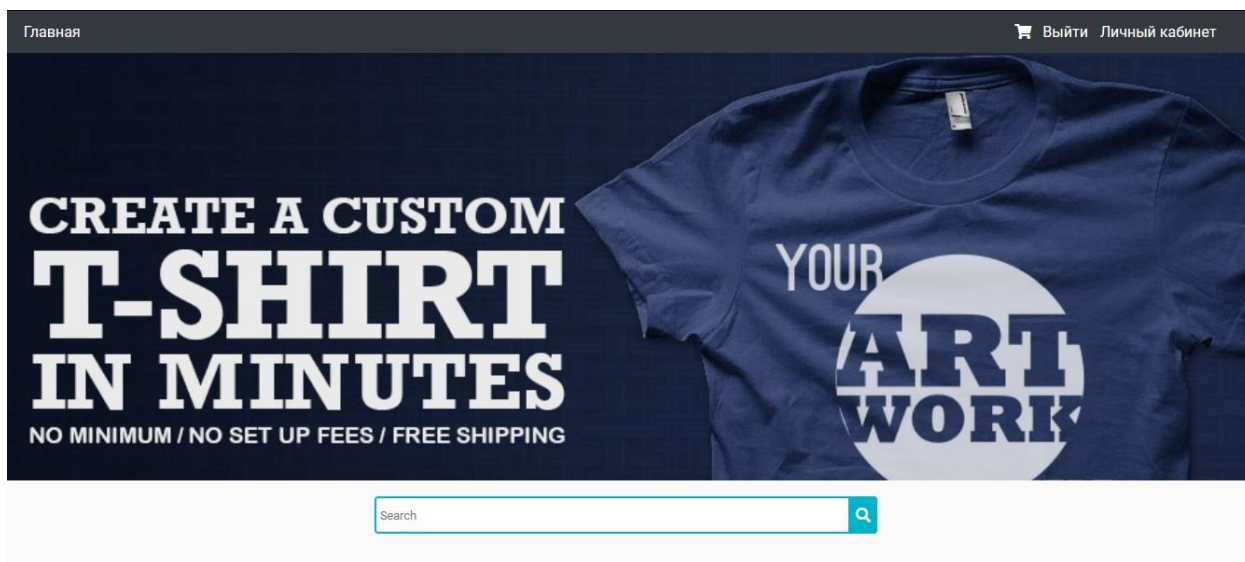 Главная
Выйти Личный кабинет
CREATE A CUSTOM
T-SHIRT
IN MINUTES
NO MINIMUM / NO SET UP FEES / FREE SHIPPING
YOUR
ART
WORK
Search